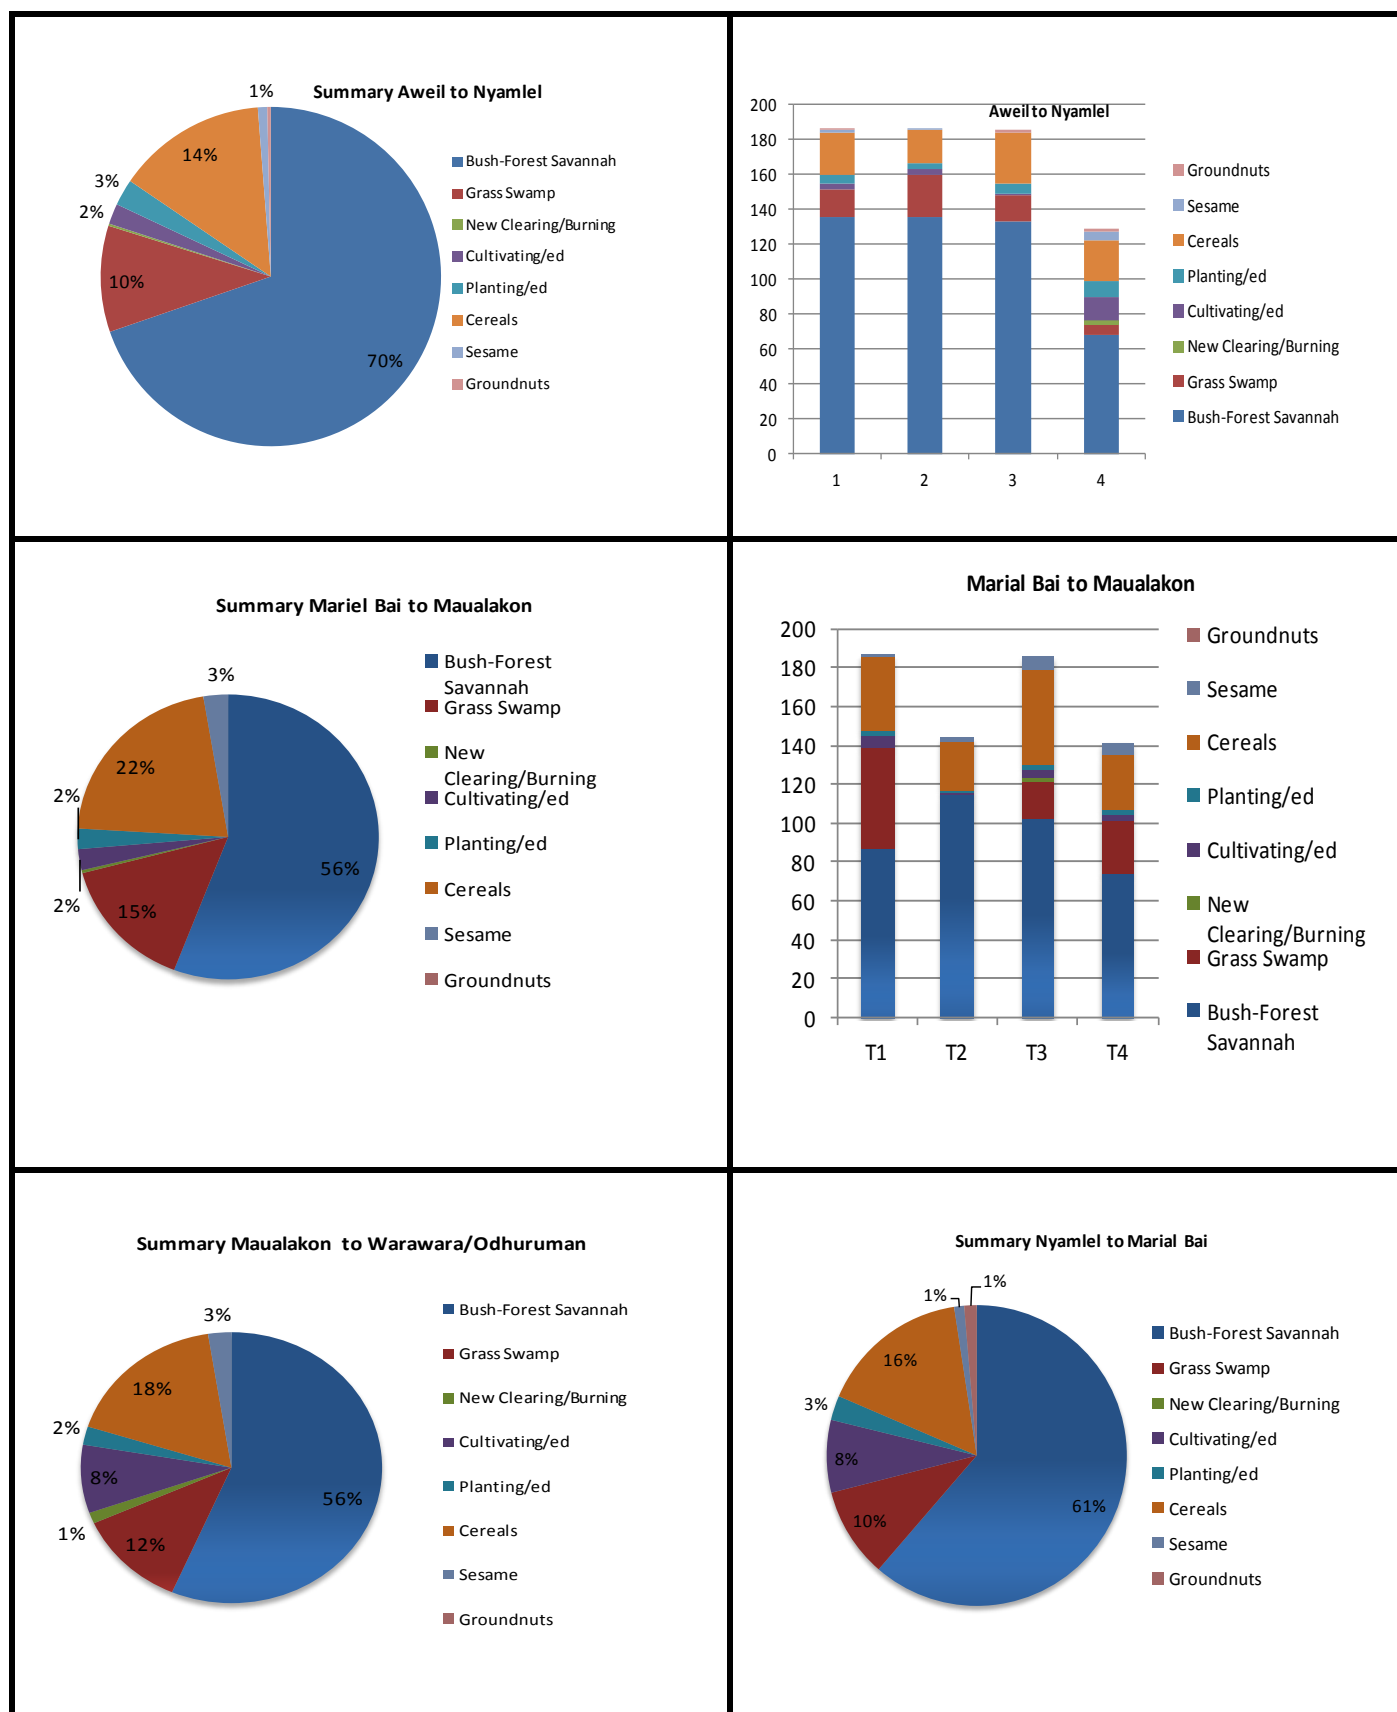 Summary Aweil to Nyamlel
1%
14%
3%
2%
10%
70%
Bush-Forest Savannah
Grass Swamp
New Clearing/Burning
Cultivating/ed
Planting/ed
Cereals
Sesame
Groundnuts
Aweil to Nyamlel
200
180
160
140
120
100
80
60
40
20
0
1 2 3 4
Groundnuts
Sesame
Cereals
Planting/ed
Cultivating/ed
New Clearing/Burning
Grass Swamp
Bush-Forest Savannah
Summary Mariel Bai to Maualakon
3%
22%
2%
2%
15%
56%
Bush-Forest
Savannah
Grass Swamp
New
Clearing/Burning
Cultivating/ed
Planting/ed
Cereals
Sesame
Groundnuts
Marial Bai to Maualakon
200
180
160
140
120
100
80
60
40
20
0
T1 T2 T3 T4
Groundnuts
Sesame
Cereals
Planting/ed
Cultivating/ed
New
Clearing/Burning
Grass Swamp
Bush-Forest
Savannah
Summary Maualakon to Warawara/Odhuruman
3%
18%
2%
8%
1%
12%
56%
Bush-Forest Savannah
Grass Swamp
New Clearing/Burning
Cultivating/ed
Planting/ed
Cereals
Sesame
Groundnuts
Summary Nyamlel to Marial Bai
1%
1%
16%
3%
8%
10%
61%
Bush-Forest Savannah
Grass Swamp
New Clearing/Burning
Cultivating/ed
Planting/ed
Cereals
Sesame
Groundnuts